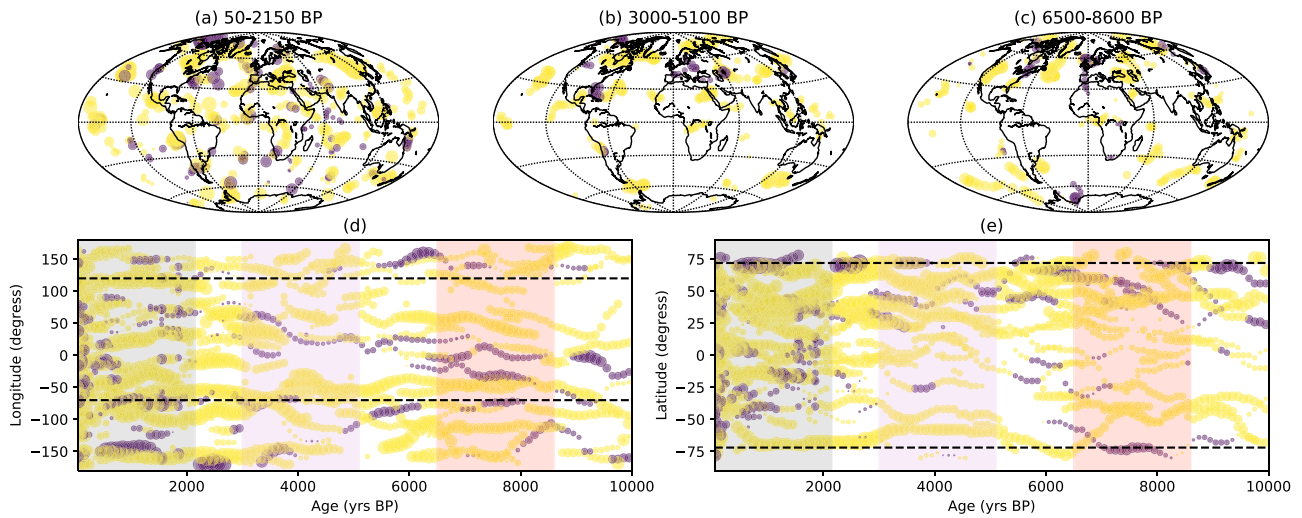 (a) 50-2150 BP
(b) 3000-5100 BP
(c) 6500-8600 BP
(d)
(e)
Longitude (degress)
150
100
50
0
−50
−100
−150
2000
4000
6000
8000
10000
Age (yrs BP)
Latitude (degress)
75
50
25
−25
−50
−75
2000
4000
6000
8000
10000
Age (yrs BP)